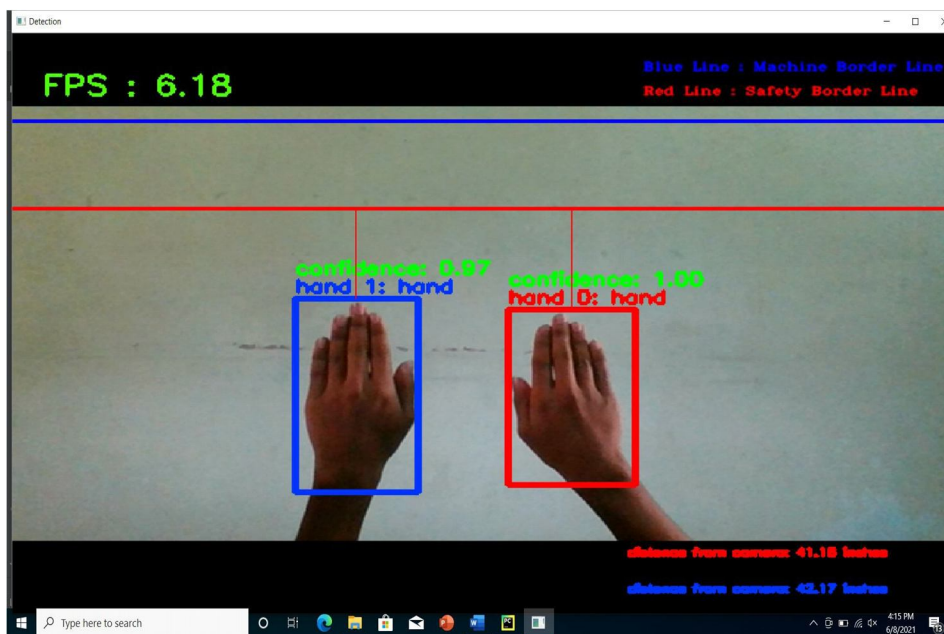 Detection
FPS : 6.18
Blue Line : Machine Border Line
Red Line : Safety Border Line
confidence: 0.97
hand 1: hand
confidence: 1.00
hand 0: hand
distance from camera: 41.15 inches
distance from camera: 42.17 inches
Type here to search
4:15 PM
6/8/2021